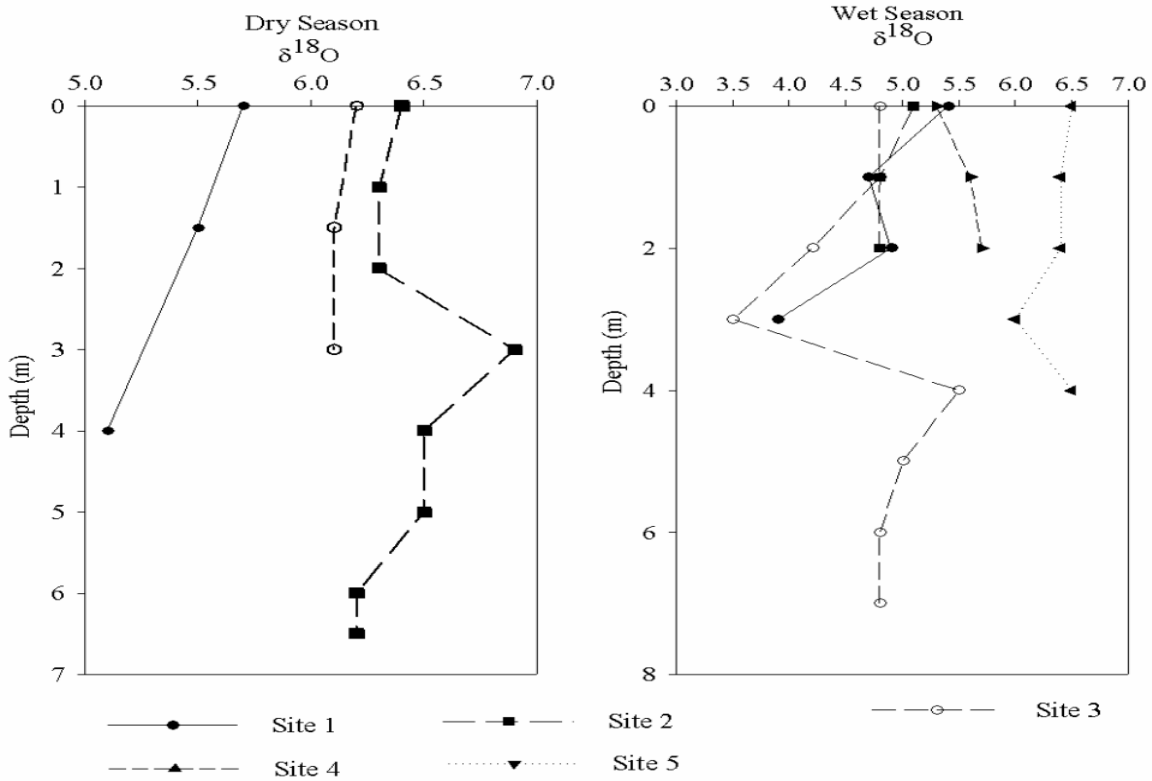 Dry Season
δ18O
5.0 5.5 6.0 6.5 7.0
0
1
2
3
4
5
6
7
Depth (m)
Wet Season
δ18O
3.0 3.5 4.0 4.5 5.0 5.5 6.0 6.5 7.0
0
2
4
6
8
Depth (m)
Site 1 Site 2 Site 3
Site 4 Site 5